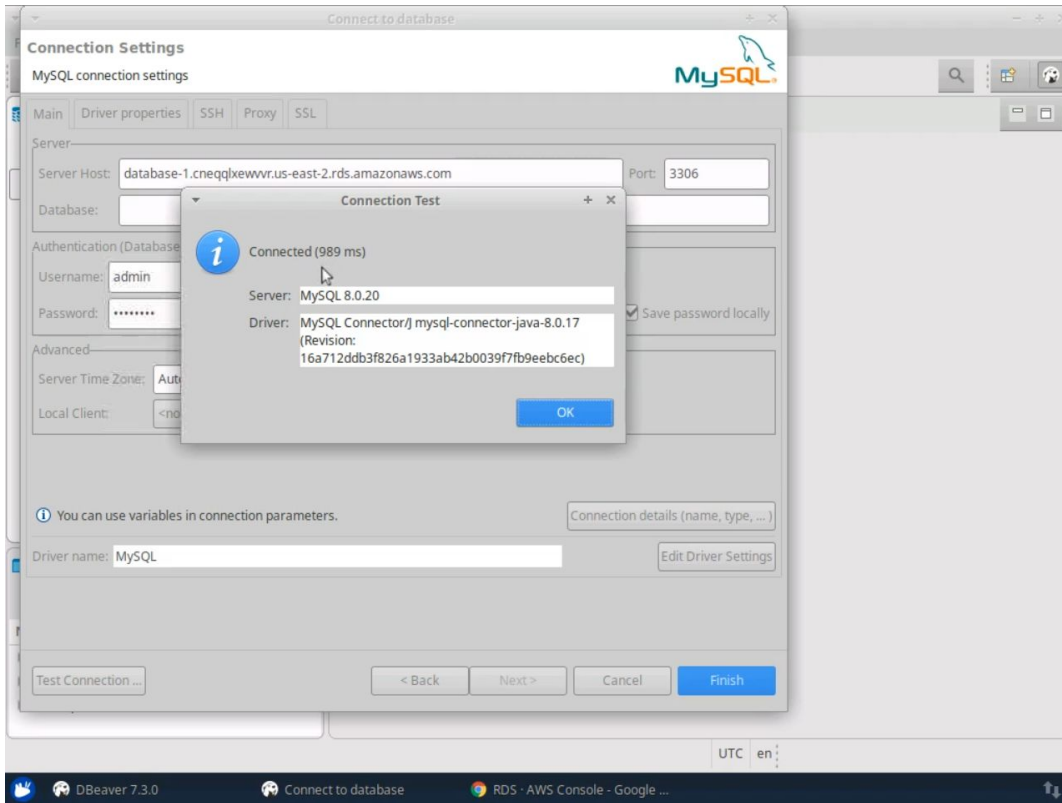 Connect to database
Connection Settings
MySQL connection settings
MySQL
Main Driver properties SSH Proxy SSL
Server
Server Host: database-1.cneqqlxewvvr.us-east-2.rds.amazonaws.com Port: 3306
Database:
Connection Test
Authentication (Database
Connected (989 ms)
Username: admin
Server: MySQL 8.0.20
Password: ••••••••
Save password locally
Driver: MySQL Connector/J mysql-connector-java-8.0.17
(Revision:
16a712ddb3f826a1933ab42b0039f7fb9eebc6ec)
Advanced
Server Time Zone: Aut
Local Client: <no
OK
You can use variables in connection parameters.
Connection details (name, type, ... )
Driver name: MySQL
Edit Driver Settings
Test Connection ...
< Back Next > Cancel Finish
UTC en
DBeaver 7.3.0 Connect to database RDS · AWS Console - Google ...